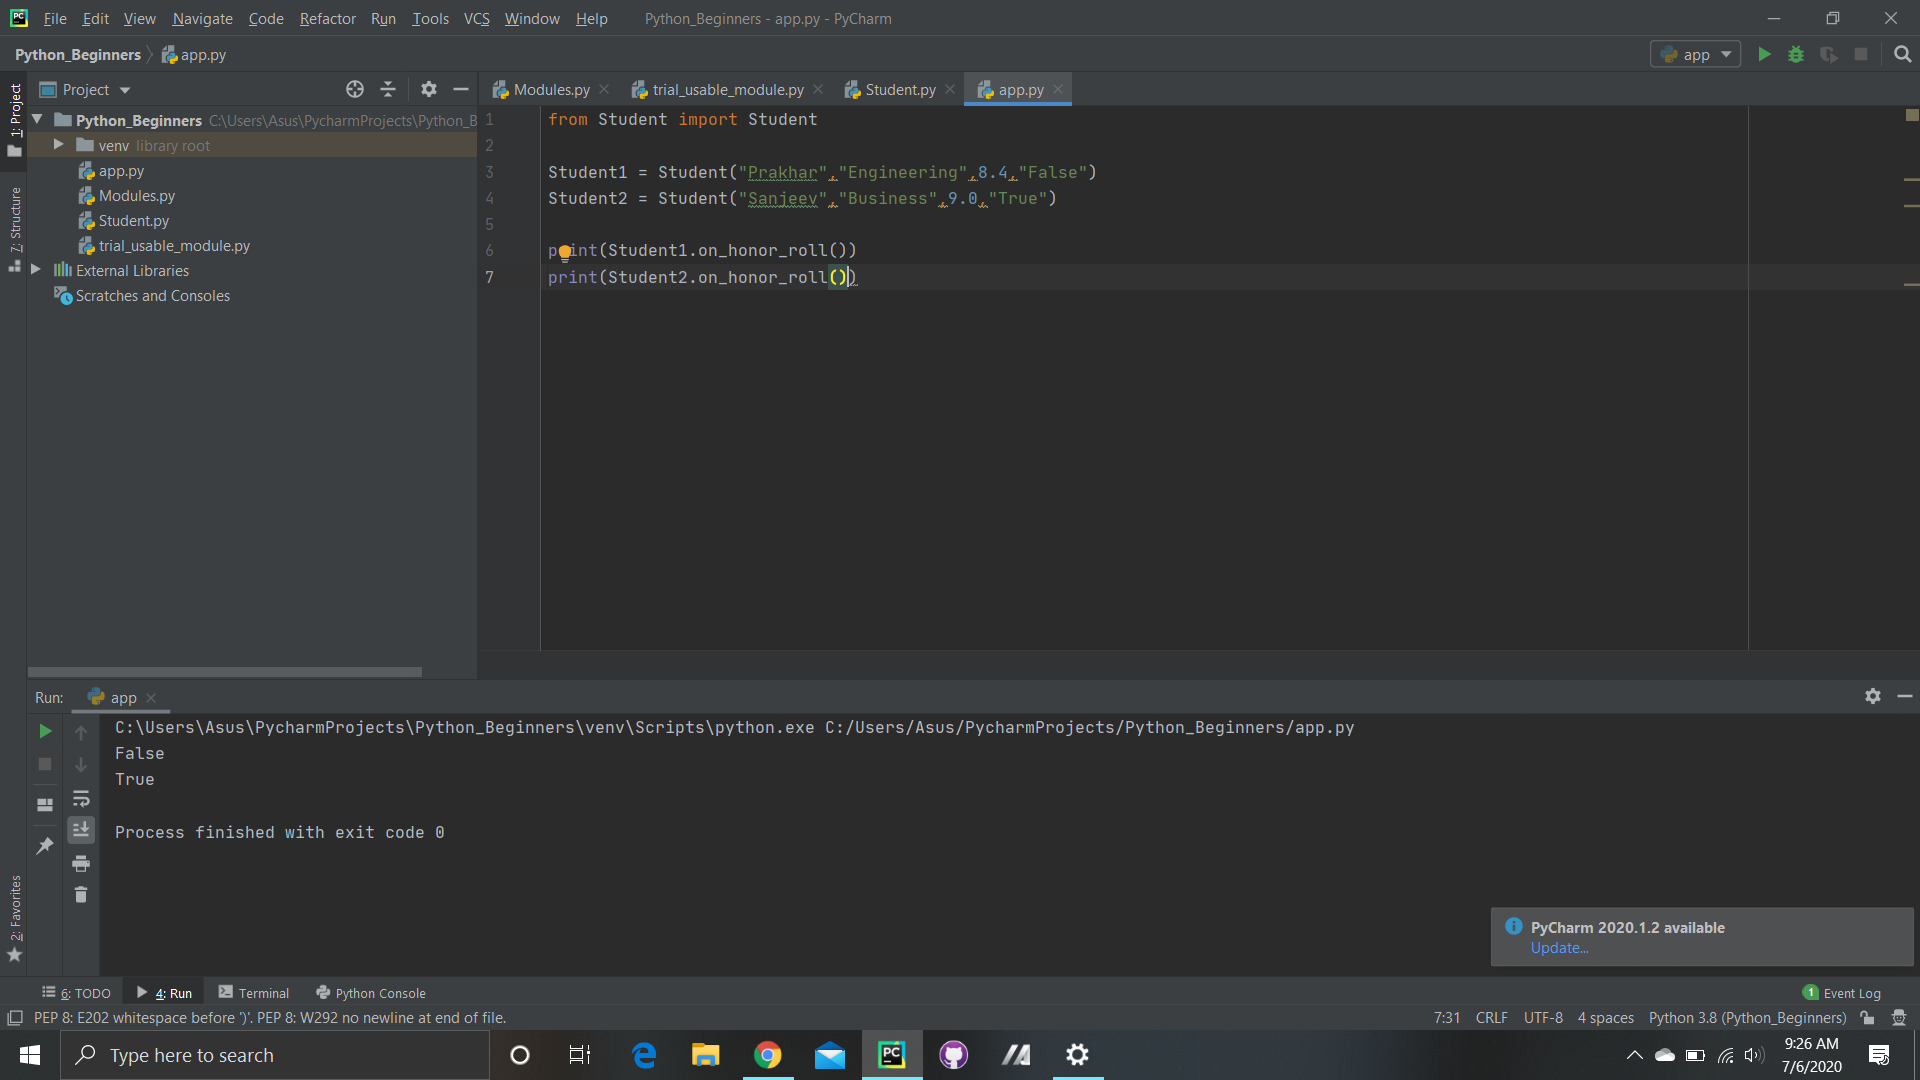 File Edit View Navigate Code Refactor Run Tools VCS Window Help Python_Beginners - app.py - PyCharm
Python_Beginners app.py app
1: Project
Project
Modules.py trial_usable_module.py Student.py app.py
Python_Beginners C:\Users\Asus\PycharmProjects\Python_B
venv library root
app.py
Modules.py
Student.py
trial_usable_module.py
External Libraries
Scratches and Consoles
7: Structure
1 from Student import Student
2
3 Student1 = Student("Prakhar","Engineering",8.4,"False")
4 Student2 = Student("Sanjeev","Business",9.0,"True")
5
6 print(Student1.on_honor_roll())
7 print(Student2.on_honor_roll())
Run: app
C:\Users\Asus\PycharmProjects\Python_Beginners\venv\Scripts\python.exe C:/Users/Asus/PycharmProjects/Python_Beginners/app.py
False
True
Process finished with exit code 0
2: Favorites
PyCharm 2020.1.2 available
Update...
6: TODO 4: Run Terminal Python Console 1 Event Log
PEP 8: E202 whitespace before ')'. PEP 8: W292 no newline at end of file. 7:31 CRLF UTF-8 4 spaces Python 3.8 (Python_Beginners)
Type here to search
PC
9:26 AM
7/6/2020